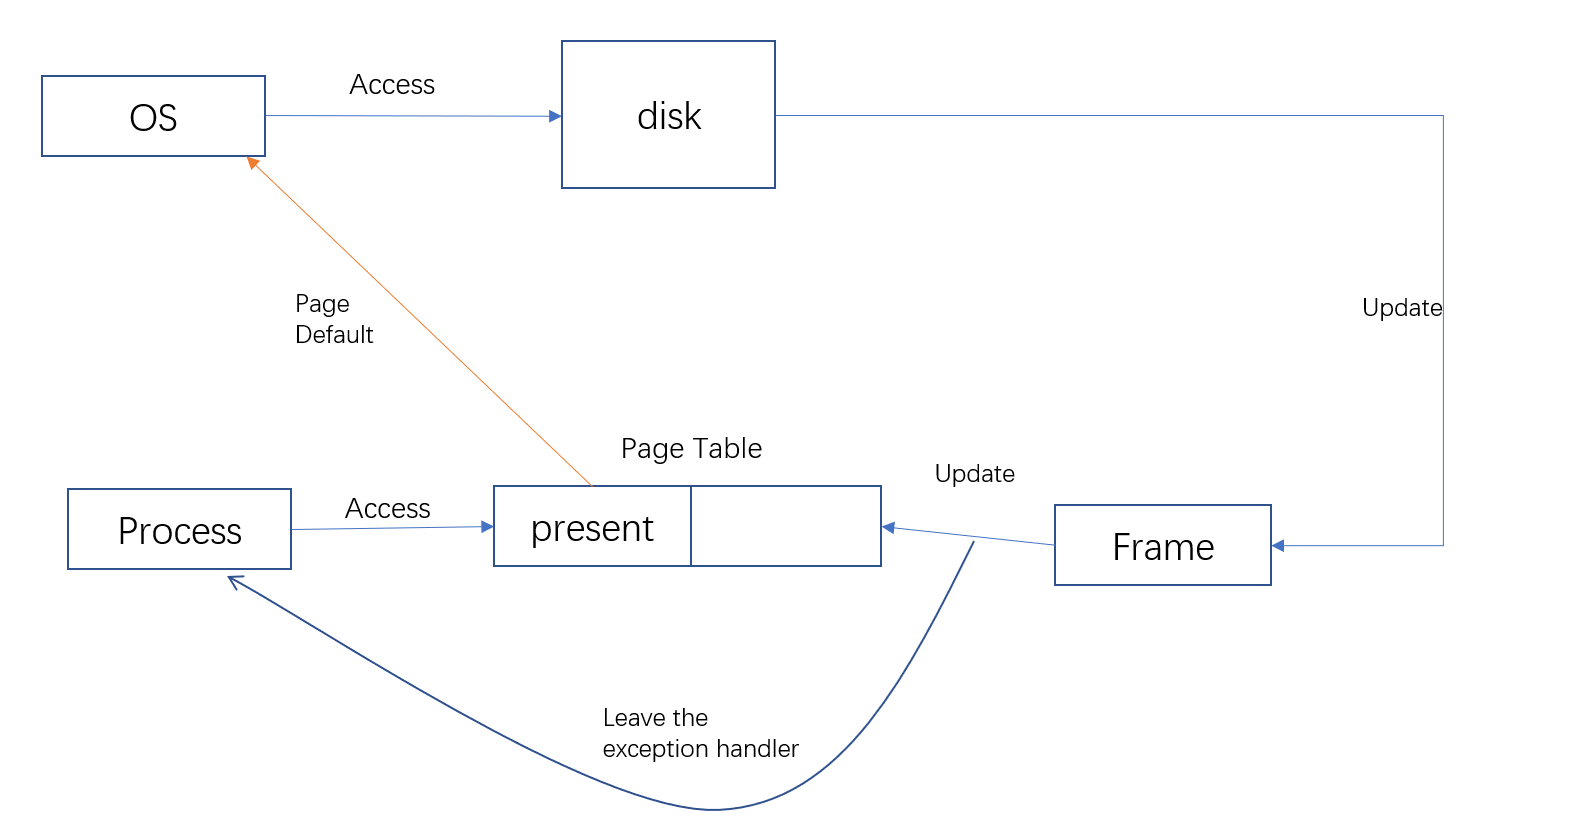 OS
Access
disk
Page
Default
Update
Page Table
Update
Process
Access
present
Frame
Leave the
exception handler